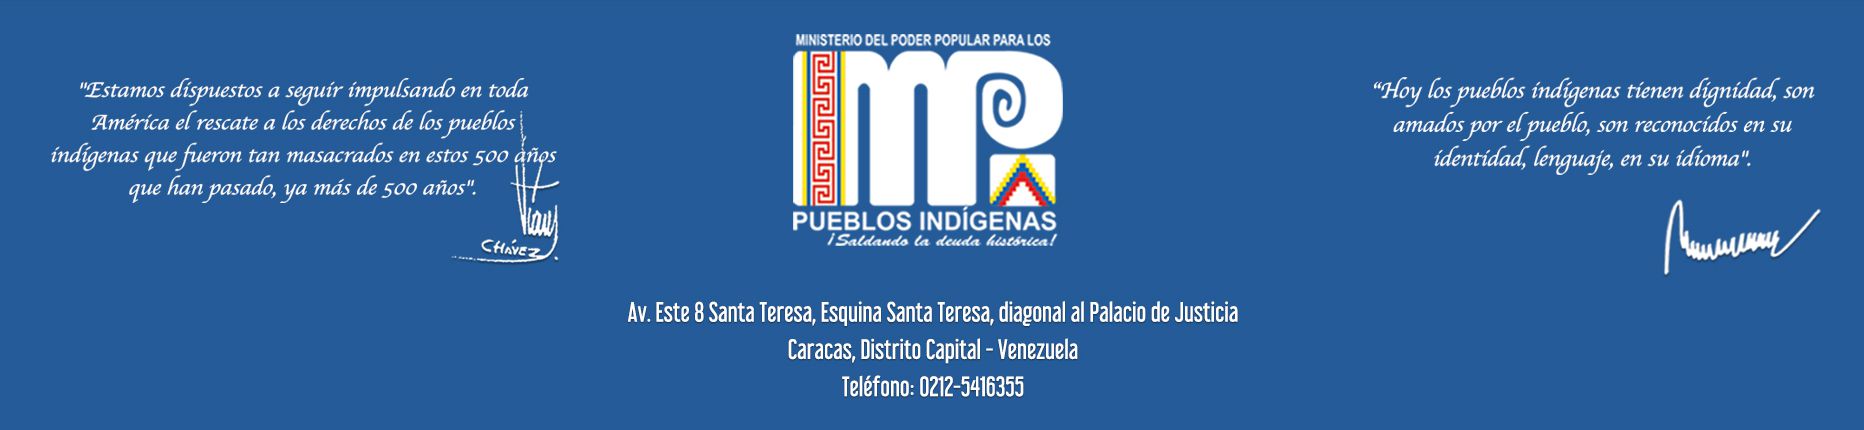 "Estamos dispuestos a seguir impulsando en toda
América el rescate a los derechos de los pueblos
indígenas que fueron tan masacrados en estos 500 años
que han pasado, ya más de 500 años".
CHÁVEZ
MINISTERIO DEL PODER POPULAR PARA LOS
MP
PUEBLOS INDÍGENAS
¡Saldando la deuda histórica!
“Hoy los pueblos indígenas tienen dignidad, son
amados por el pueblo, son reconocidos en su
identidad, lenguaje, en su idioma".
Av. Este 8 Santa Teresa, Esquina Santa Teresa, diagonal al Palacio de Justicia
Caracas, Distrito Capital - Venezuela
Teléfono: 0212-5416355